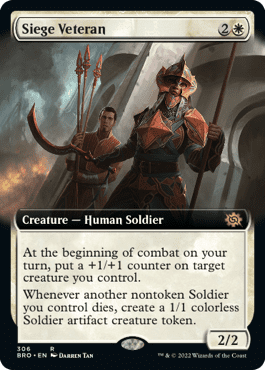 Siege Veteran 2
Creature — Human Soldier
At the beginning of combat on your
turn, put a +1/+1 counter on target
creature you control.
Whenever another nontoken Soldier
you control dies, create a 1/1 colorless
Soldier artifact creature token.
2/2
306 R
BRO • EN DARREN TAN
™ & © 2022 Wizards of the Coast